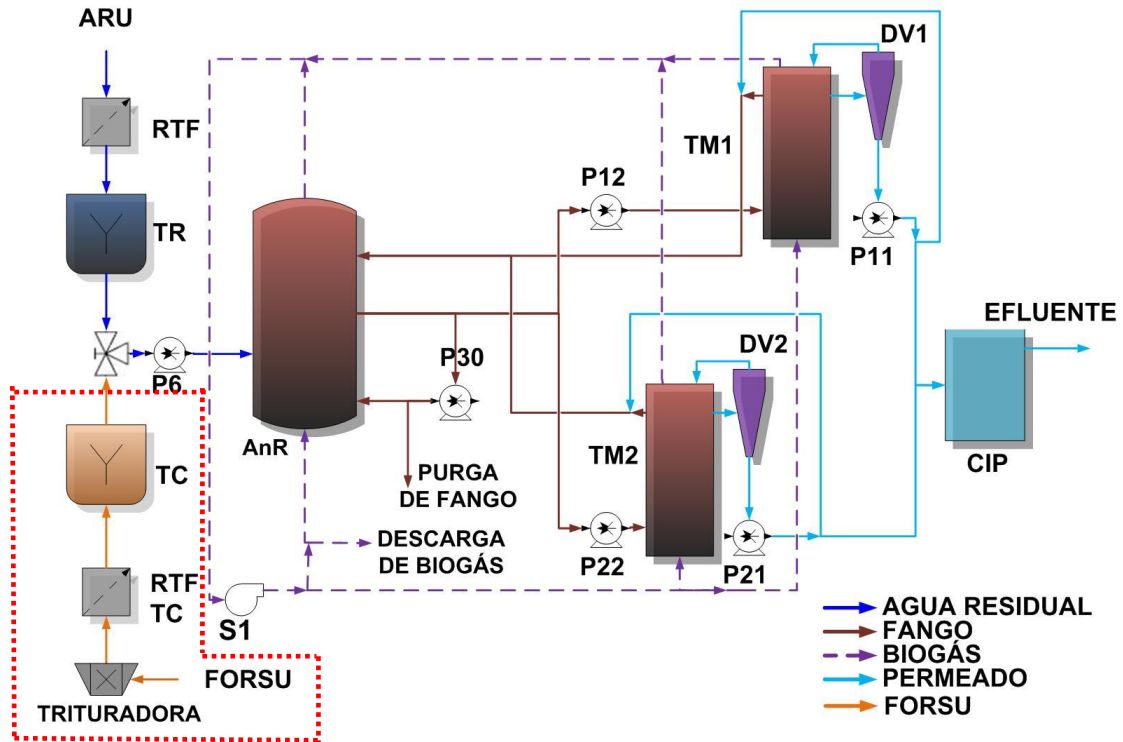 ARU
RTF
TR
P6
TC
RTF
TC
FORSU
TRITURADORA
AnR
P30
PURGA
DE FANGO
DESCARGA
DE BIOGÁS
S1
P12
TM1
DV1
P11
DV2
TM2
P22
P21
EFLUENTE
CIP
AGUA RESIDUAL
FANGO
BIOGÁS
PERMEADO
FORSU